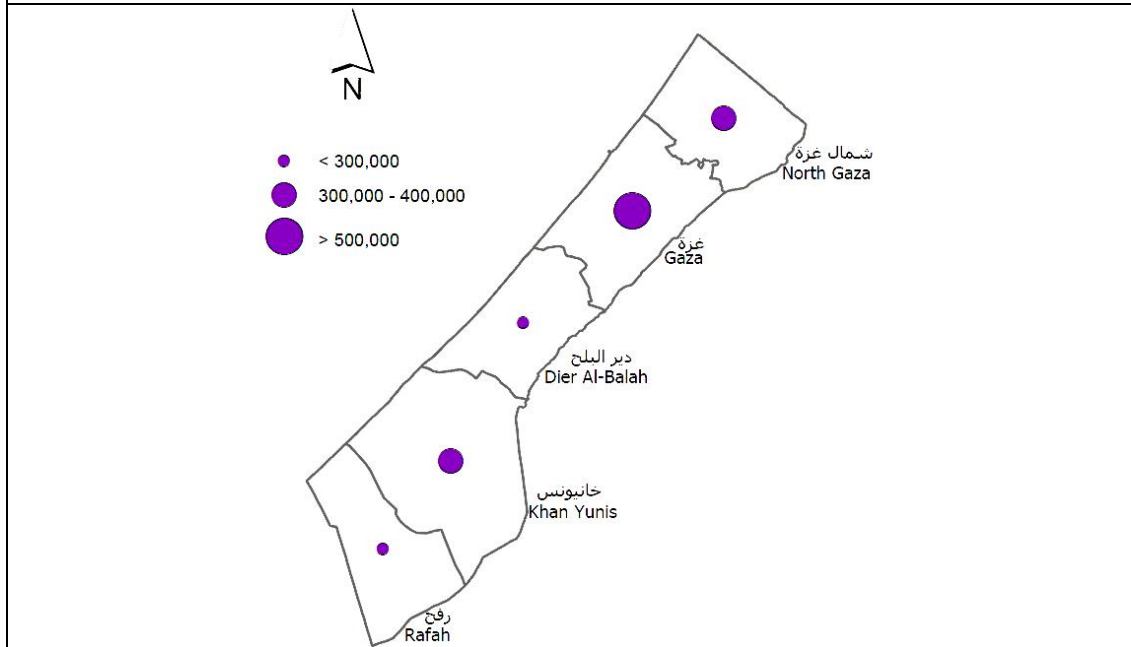 N
< 300,000
300,000 - 400,000
> 500,000
شمال غزة
North Gaza
غزة
Gaza
دير البلح
Dier Al-Balah
خانيونس
Khan Yunis
رفح
Rafah